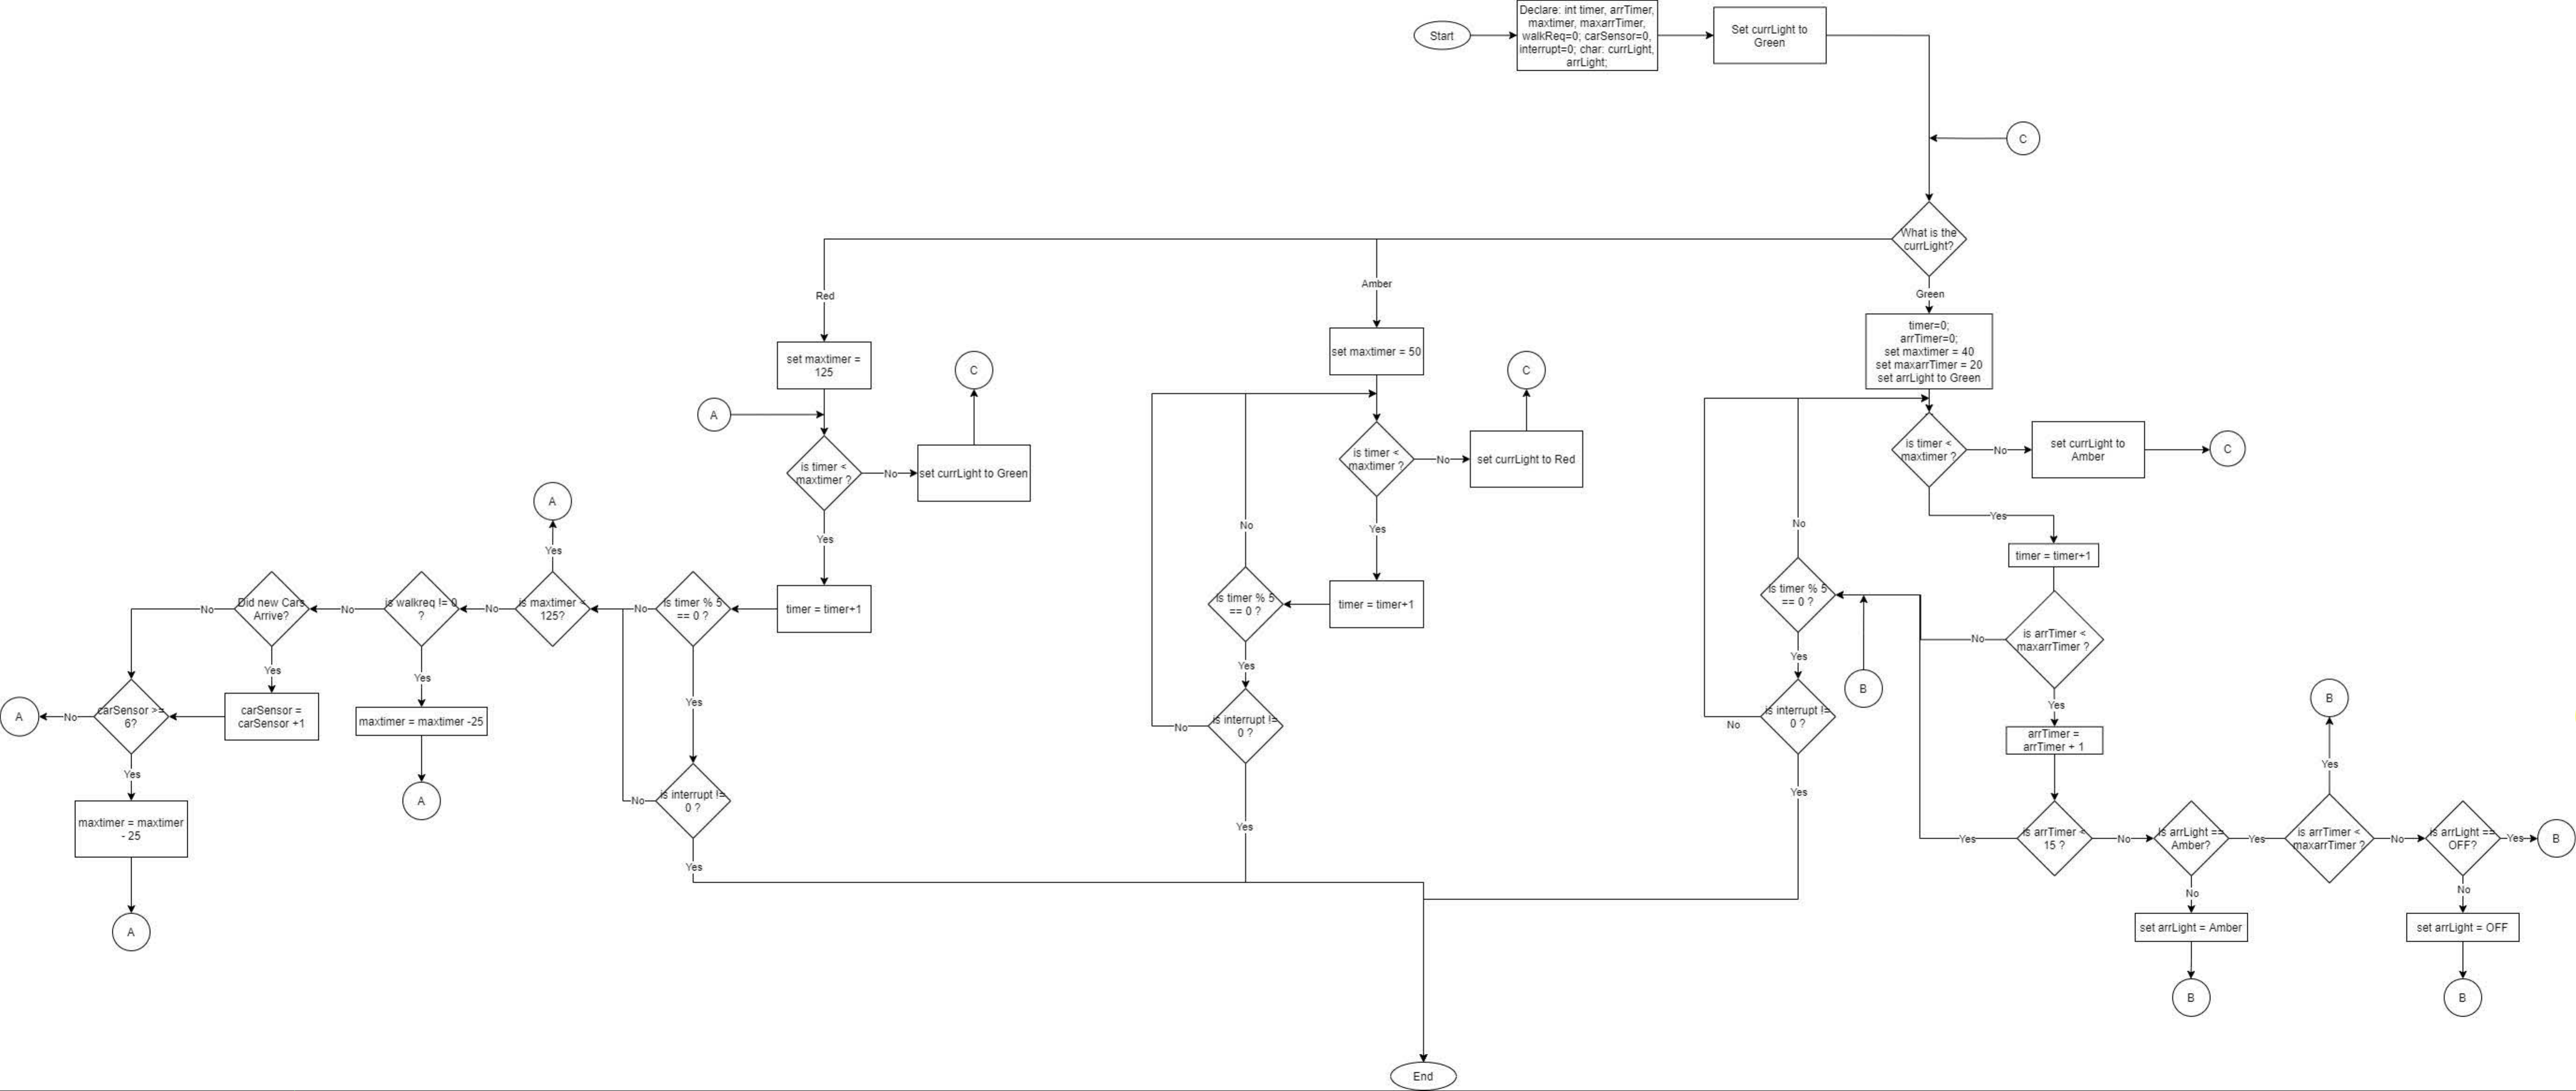 Start
Declare: int timer, arrTimer,
maxtimer, maxarrTimer,
walkReq=0; carSensor=0,
interrupt=0; char: currLight,
arrLight;
Set currLight to
Green
C
What is the
currLight?
Red
Amber
Green
set maxtimer =
125
A
C
is timer <
maxtimer ?
No
set currLight to Green
Yes
timer = timer+1
is timer % 5
== 0 ?
No
Yes
is interrupt !=
0 ?
No
Yes
is maxtimer <
125?
Yes
A
No
is walkreq != 0
?
Yes
maxtimer = maxtimer -25
A
No
Did new Cars
Arrive?
Yes
carSensor =
carSensor +1
No
carSensor >=
6?
No
A
Yes
maxtimer = maxtimer
- 25
A
set maxtimer = 50
C
is timer <
maxtimer ?
No
set currLight to Red
Yes
timer = timer+1
is timer % 5
== 0 ?
No
Yes
is interrupt !=
0 ?
No
Yes
timer=0;
arrTimer=0;
set maxtimer = 40
set maxarrTimer = 20
set arrLight to Green
is timer <
maxtimer ?
No
set currLight to
Amber
C
Yes
timer = timer+1
is arrTimer <
maxarrTimer ?
No
is timer % 5
== 0 ?
No
Yes
B
is interrupt !=
0 ?
No
Yes
Yes
arrTimer =
arrTimer + 1
is arrTimer <
15 ?
Yes
No
is arrLight ==
Amber?
No
set arrLight = Amber
B
Yes
is arrTimer <
maxarrTimer ?
Yes
B
No
is arrLight ==
OFF?
Yes
B
No
set arrLight = OFF
B
End